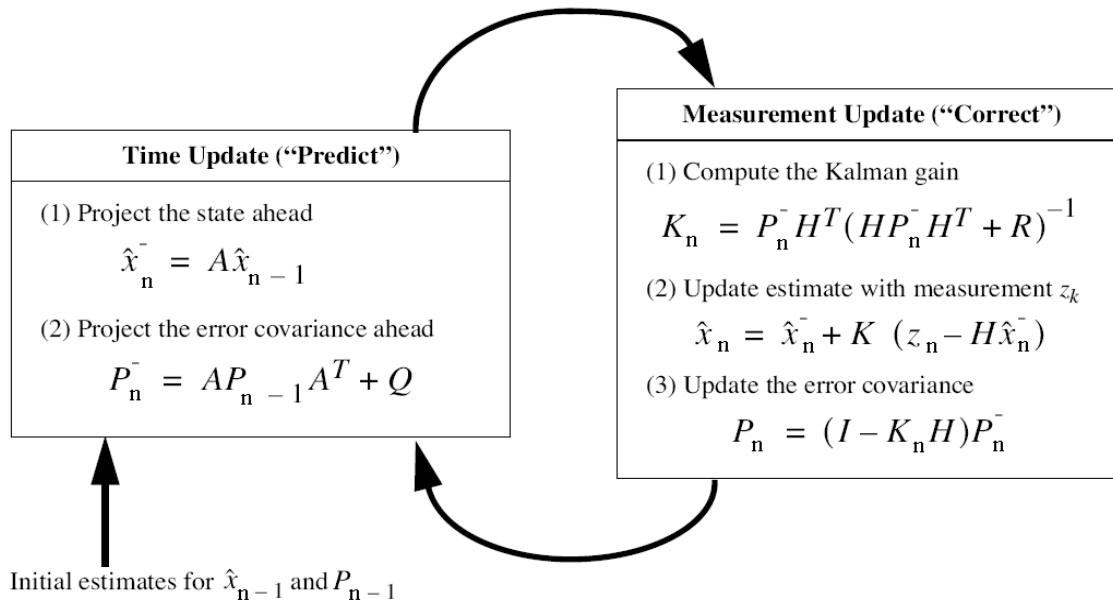 Time Update (“Predict”)
(1) Project the state ahead
x̂⁻ₙ = Ax̂ₙ ₋ ₁
(2) Project the error covariance ahead
P⁻ₙ = APₙ ₋ ₁Aᵀ + Q
Initial estimates for x̂ₙ ₋ ₁ and Pₙ ₋ ₁
Measurement Update (“Correct”)
(1) Compute the Kalman gain
Kₙ = P⁻ₙHᵀ(HP⁻ₙHᵀ + R)⁻¹
(2) Update estimate with measurement zₖ
x̂ₙ = x̂⁻ₙ + K (zₙ − Hx̂⁻ₙ)
(3) Update the error covariance
Pₙ = (I − KₙH)P⁻ₙ